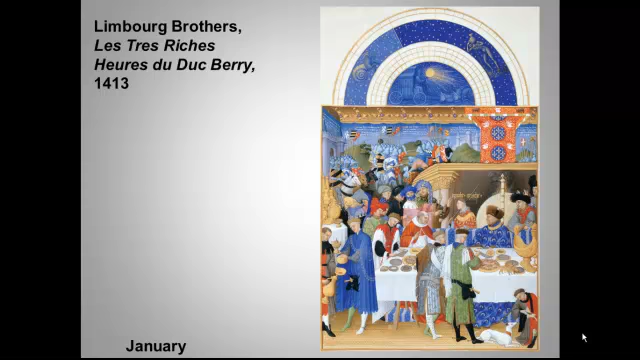 Limbourg Brothers,
Les Tres Riches
Heures du Duc Berry,
1413
January